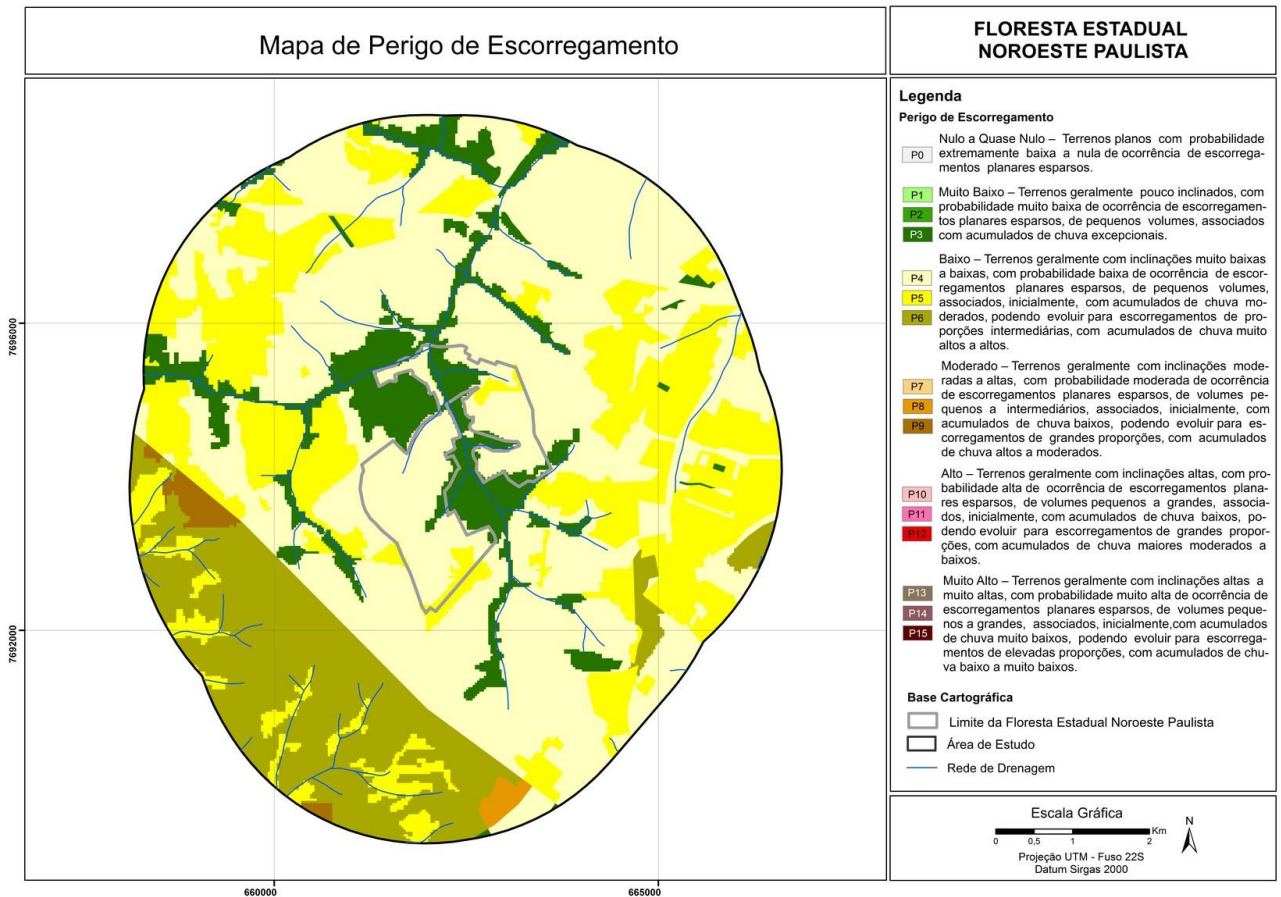 Mapa de Perigo de Escorregamento
FLORESTA ESTADUAL
NOROESTE PAULISTA
7696000
7692000
660000
665000
Legenda
Perigo de Escorregamento
P0
Nulo a Quase Nulo – Terrenos planos com probabilidade
extremamente baixa a nula de ocorrência de escorrega-
mentos planares esparsos.
P1
P2
P3
Muito Baixo – Terrenos geralmente pouco inclinados, com
probabilidade muito baixa de ocorrência de escorregamen-
tos planares esparsos, de pequenos volumes, associados
com acumulados de chuva excepcionais.
P4
P5
P6
Baixo – Terrenos geralmente com inclinações muito baixas
a baixas, com probabilidade baixa de ocorrência de escor-
regamentos planares esparsos, de pequenos volumes,
associados, inicialmente, com acumulados de chuva mo-
derados, podendo evoluir para escorregamentos de pro-
porções intermediárias, com acumulados de chuva muito
altos a altos.
P7
P8
P9
Moderado – Terrenos geralmente com inclinações mode-
radas a altas, com probabilidade moderada de ocorrência
de escorregamentos planares esparsos, de volumes pe-
quenos a intermediários, associados, inicialmente, com
acumulados de chuva baixos, podendo evoluir para es-
corregamentos de grandes proporções, com acumulados
de chuva altos a moderados.
P10
P11
P12
Alto – Terrenos geralmente com inclinações altas, com pro-
babilidade alta de ocorrência de escorregamentos plana-
res esparsos, de volumes pequenos a grandes, associa-
dos, inicialmente, com acumulados de chuva baixos, po-
dendo evoluir para escorregamentos de grandes propor-
ções, com acumulados de chuva maiores moderados a
baixos.
P13
P14
P15
Muito Alto – Terrenos geralmente com inclinações altas a
muito altas, com probabilidade muito alta de ocorrência de
escorregamentos planares esparsos, de volumes peque-
nos a grandes, associados, inicialmente,com acumulados
de chuva muito baixos, podendo evoluir para escorrega-
mentos de elevadas proporções, com acumulados de chu-
va baixo a muito baixos.
Base Cartográfica
Limite da Floresta Estadual Noroeste Paulista
Área de Estudo
Rede de Drenagem
Escala Gráfica
Km
0 0,5 1 2
N
Projeção UTM - Fuso 22S
Datum Sirgas 2000